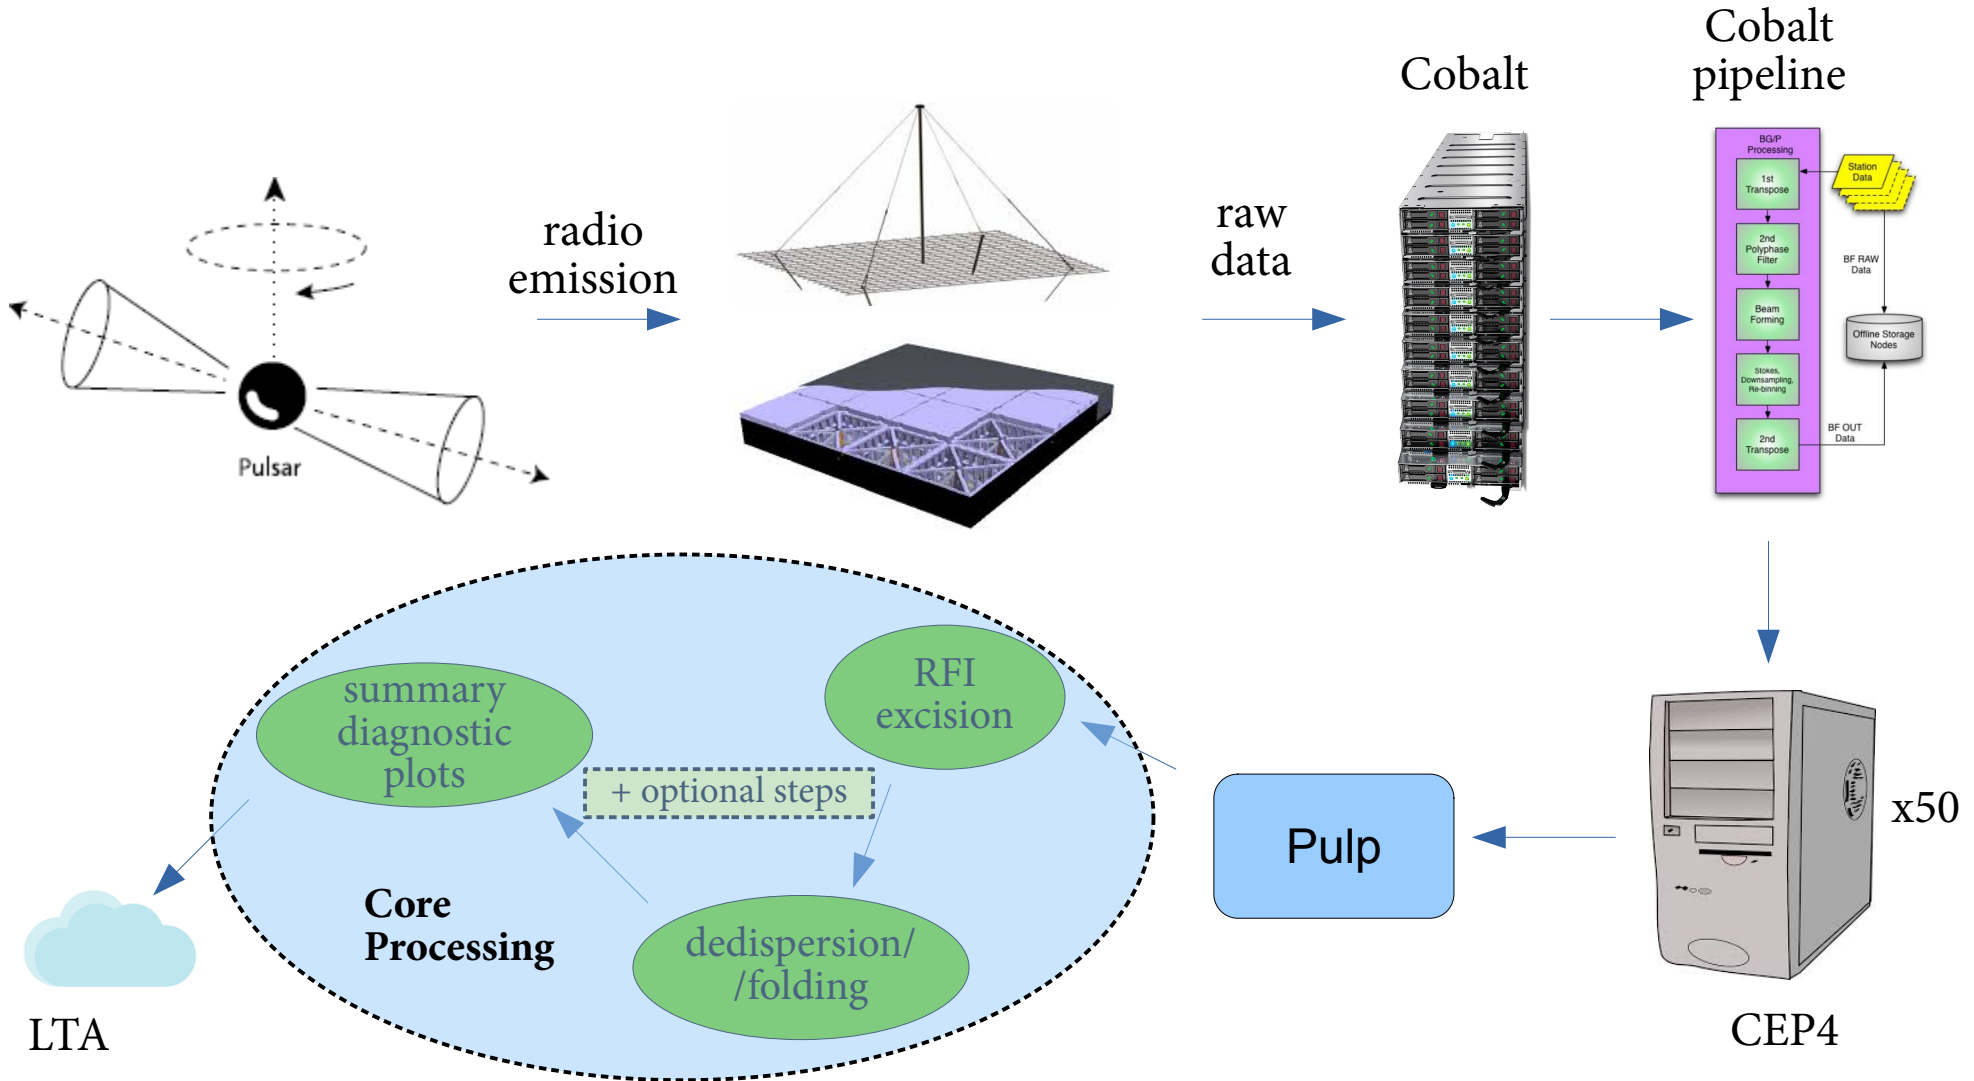 Cobalt
Cobalt
pipeline
radio
emission
raw
data
Pulsar
BG/P
Processing
1st
Transpose
Station
Data
2nd
Polyphase
Filter
BF RAW
Data
Beam
Forming
Offline Storage
Nodes
Stokes,
Downsampling,
Re-binning
BF OUT
Data
2nd
Transpose
RFI
excision
summary
diagnostic
plots
+ optional steps
Pulp
x50
Core
Processing
dedispersion/
/folding
LTA
CEP4